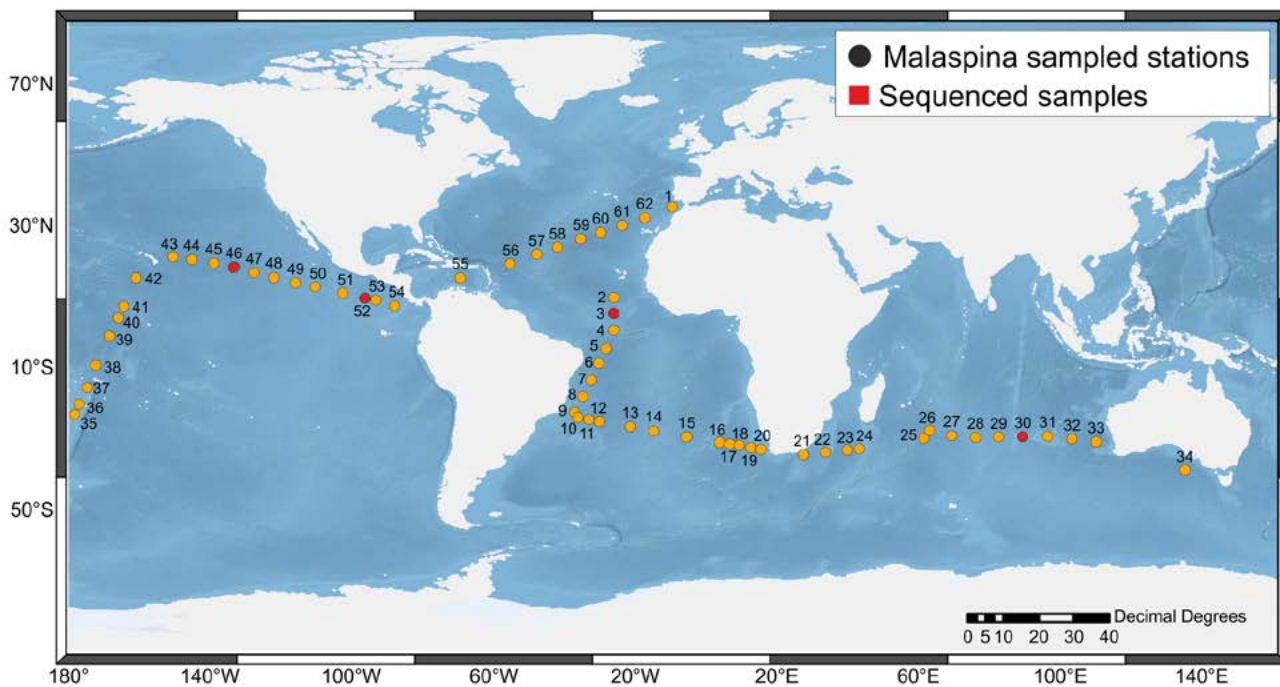 Malaspina sampled stations
Sequenced samples
70°N
30°N
10°S
50°S
1
62
61
60
59
58
57
56
55
43 44 45 46 47 48 49 50 51 53 54
52
42
41
40
39
38
37
36
35
2
3
4
5
6
7
8
9 12 13 14 15 16 18 20
10 11 17 19
21 22 23 24
26 27 28 29 30 31 32 33
25
34
Decimal Degrees
0 5 10 20 30 40
180° 140°W 100°W 60°W 20°W 20°E 60°E 100°E 140°E